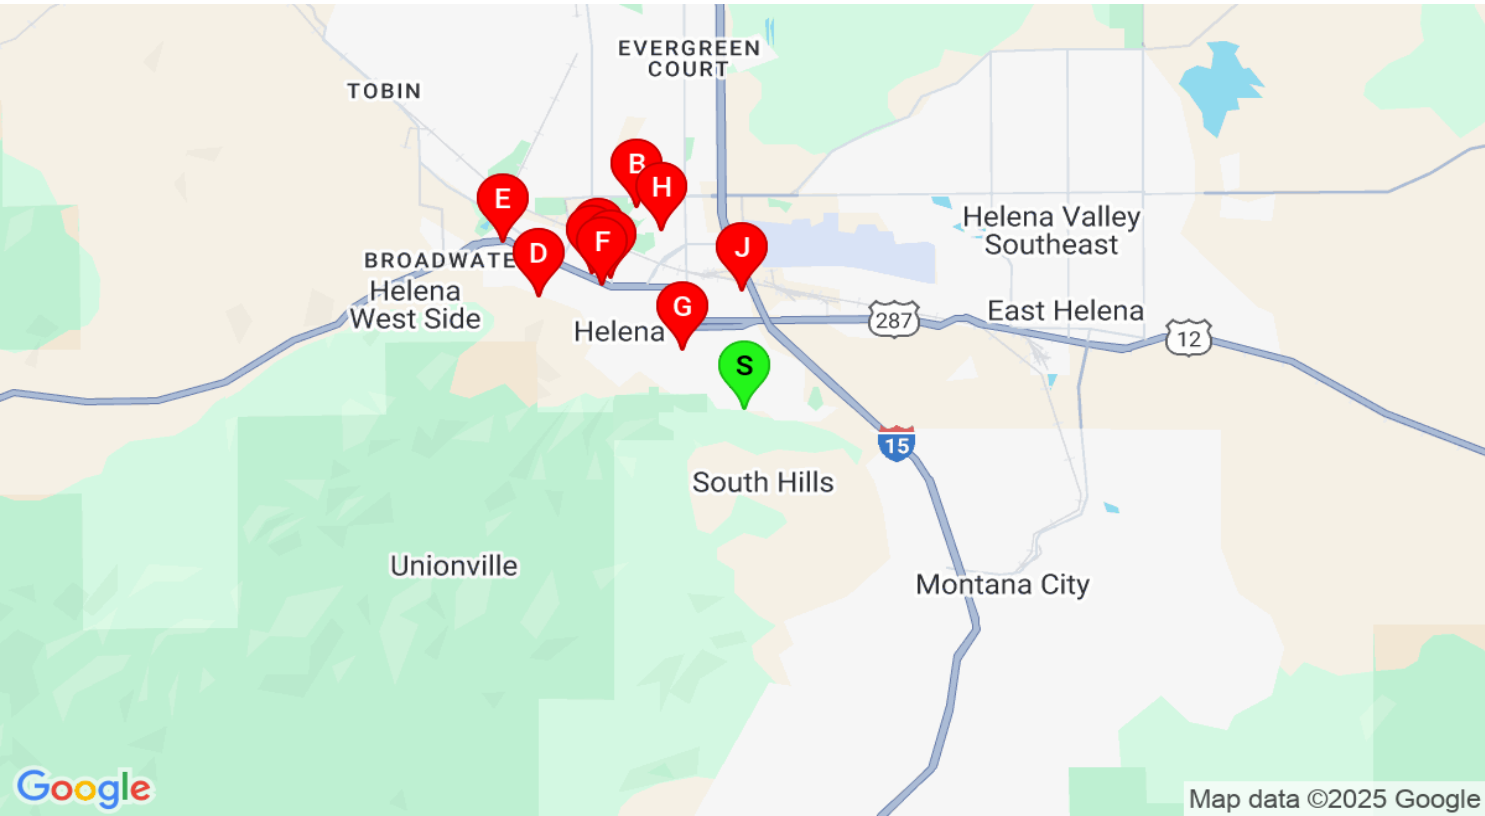 EVERGREEN
COURT
TOBIN
B
H
E
F
D
J
BROADWATE
Helena Valley
Southeast
Helena
West Side
G
Helena
287
East Helena
12
S
15
South Hills
Unionville
Montana City
Google
Map data ©2025 Google